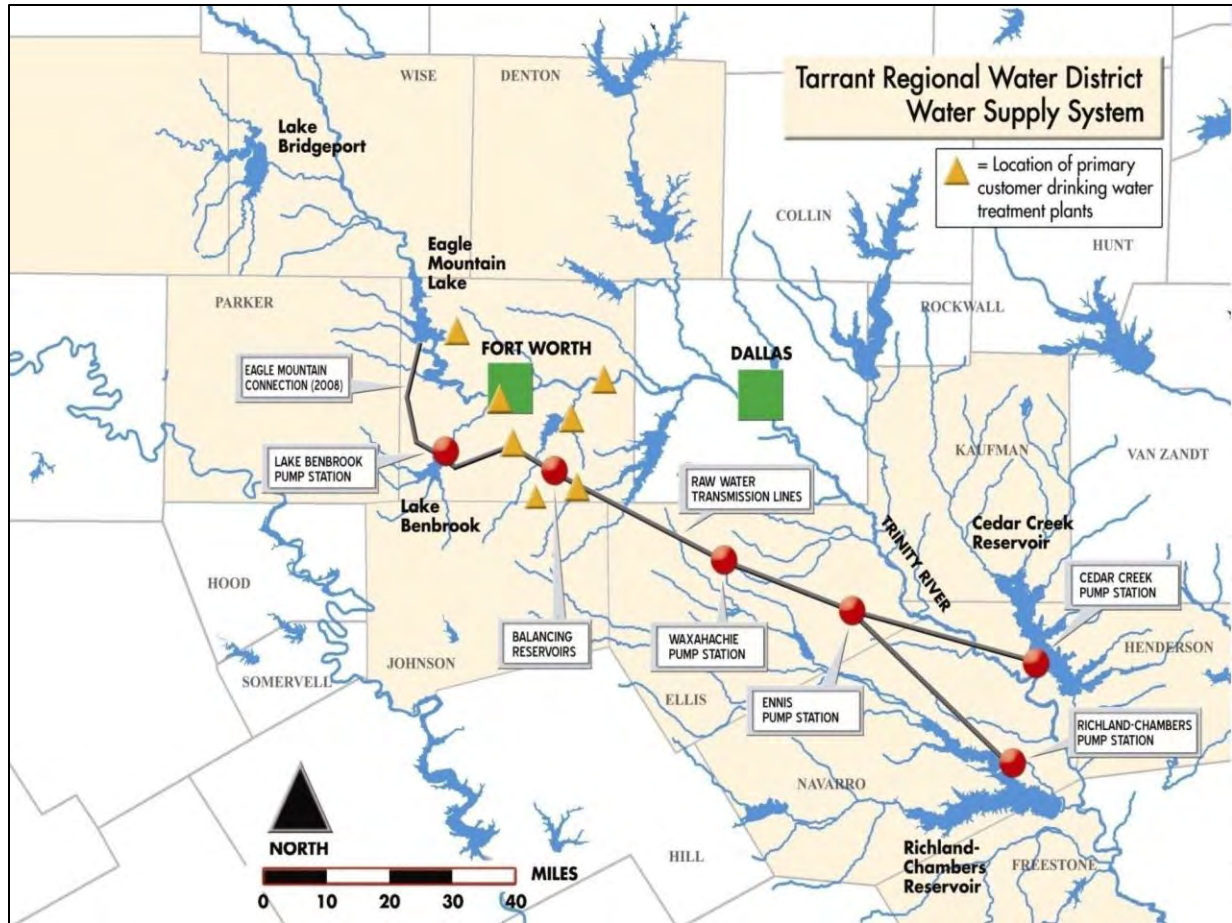 WISE
DENTON
Tarrant Regional Water District
Water Supply System
Lake
Bridgeport
= Location of primary
customer drinking water
treatment plants
COLLIN
HUNT
Eagle
Mountain
Lake
PARKER
ROCKWALL
FORT WORTH
DALLAS
EAGLE MOUNTAIN
CONNECTION (2008)
KAUFMAN
VAN ZANDT
LAKE BENBROOK
PUMP STATION
RAW WATER
TRANSMISSION LINES
Lake
Benbrook
TRINITY RIVER
Cedar Creek
Reservoir
HOOD
CEDAR CREEK
PUMP STATION
BALANCING
RESERVOIRS
WAXAHACHIE
PUMP STATION
HENDERSON
JOHNSON
SOMERVELL
ELLIS
ENNIS
PUMP STATION
RICHLAND-CHAMBERS
PUMP STATION
NAVARRO
NORTH
HILL
Richland-
Chambers
Reservoir
FREESTONE
MILES
0 10 20 30 40